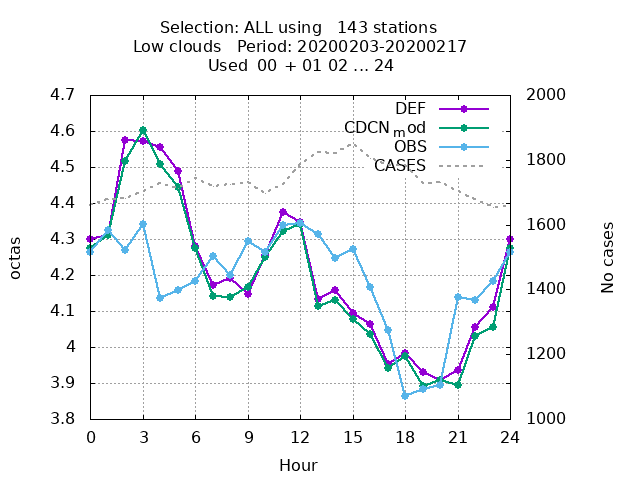 Selection: ALL using 143 stations
Low clouds Period: 20200203-20200217
Used 00 + 01 02 ... 24
4.7
4.6
4.5
4.4
4.3
4.2
4.1
4
3.9
3.8
2000
1800
1600
1400
1200
1000
DEF
CDCN_mod
OBS
CASES
octas
No cases
0 3 6 9 12 15 18 21 24
Hour